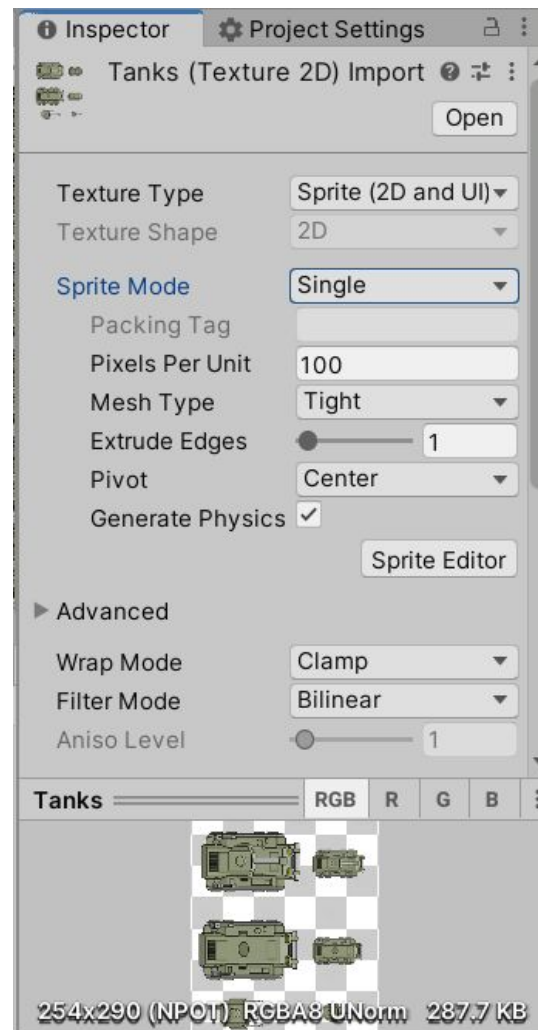 Inspector Project Settings
Tanks (Texture 2D) Import
Open
Texture Type Sprite (2D and UI)
Texture Shape 2D
Sprite Mode Single
Packing Tag
Pixels Per Unit 100
Mesh Type Tight
Extrude Edges 1
Pivot Center
Generate Physics
Sprite Editor
Advanced
Wrap Mode Clamp
Filter Mode Bilinear
Aniso Level 1
Tanks RGB R G B
254x290 (NPOT) RGBA8 UNorm 287.7 KB